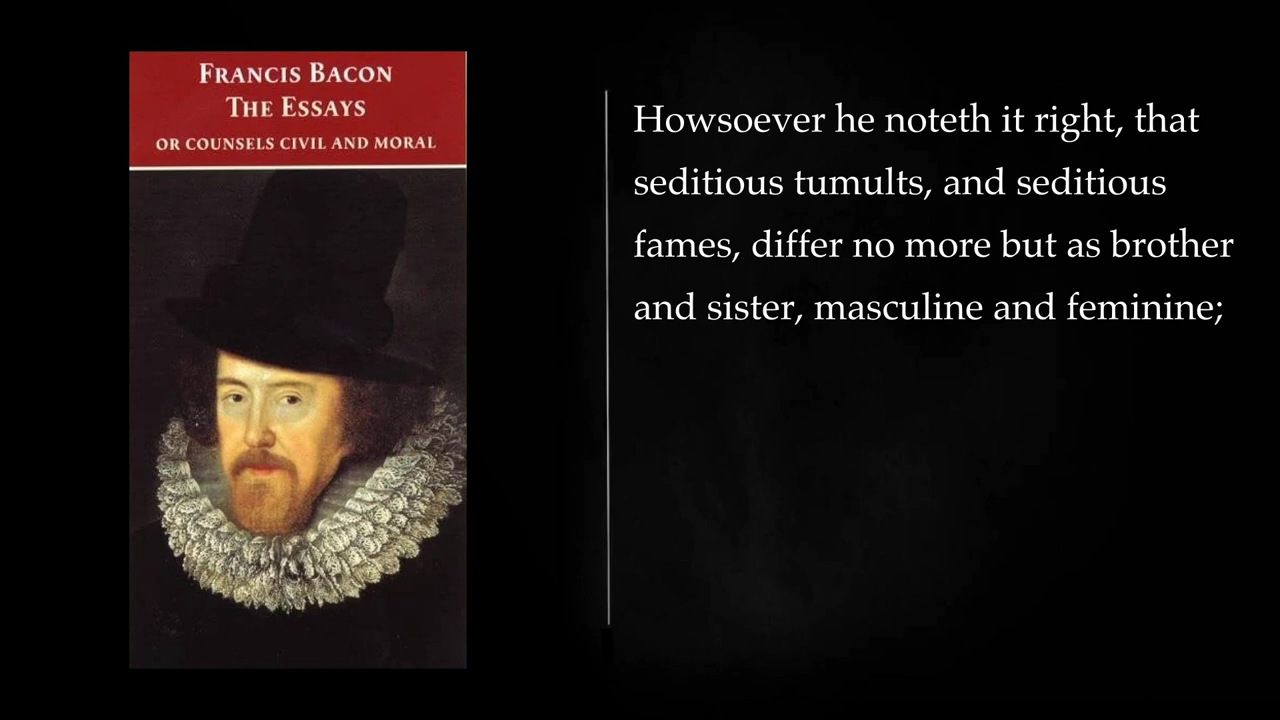 FRANCIS BACON
THE ESSAYS
OR COUNSELS CIVIL AND MORAL
Howsoever he noteth it right, that
seditious tumults, and seditious
fames, differ no more but as brother
and sister, masculine and feminine;